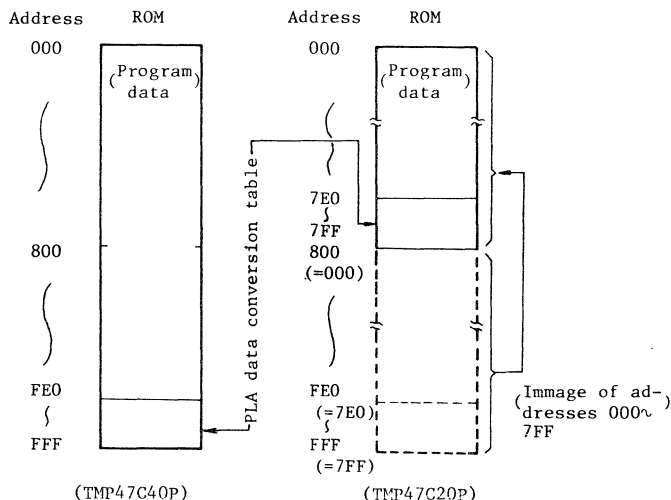 Address ROM
000
(Program)
data
800
FE0
~
FFF
(TMP47C40P)
PLA data conversion table
Address ROM
000
(Program)
data
7E0
~
7FF
800
(=000)
FE0
(=7E0)
~
FFF
(=7FF)
(TMP47C20P)
(Immage of ad-)
dresses 000~
7FF